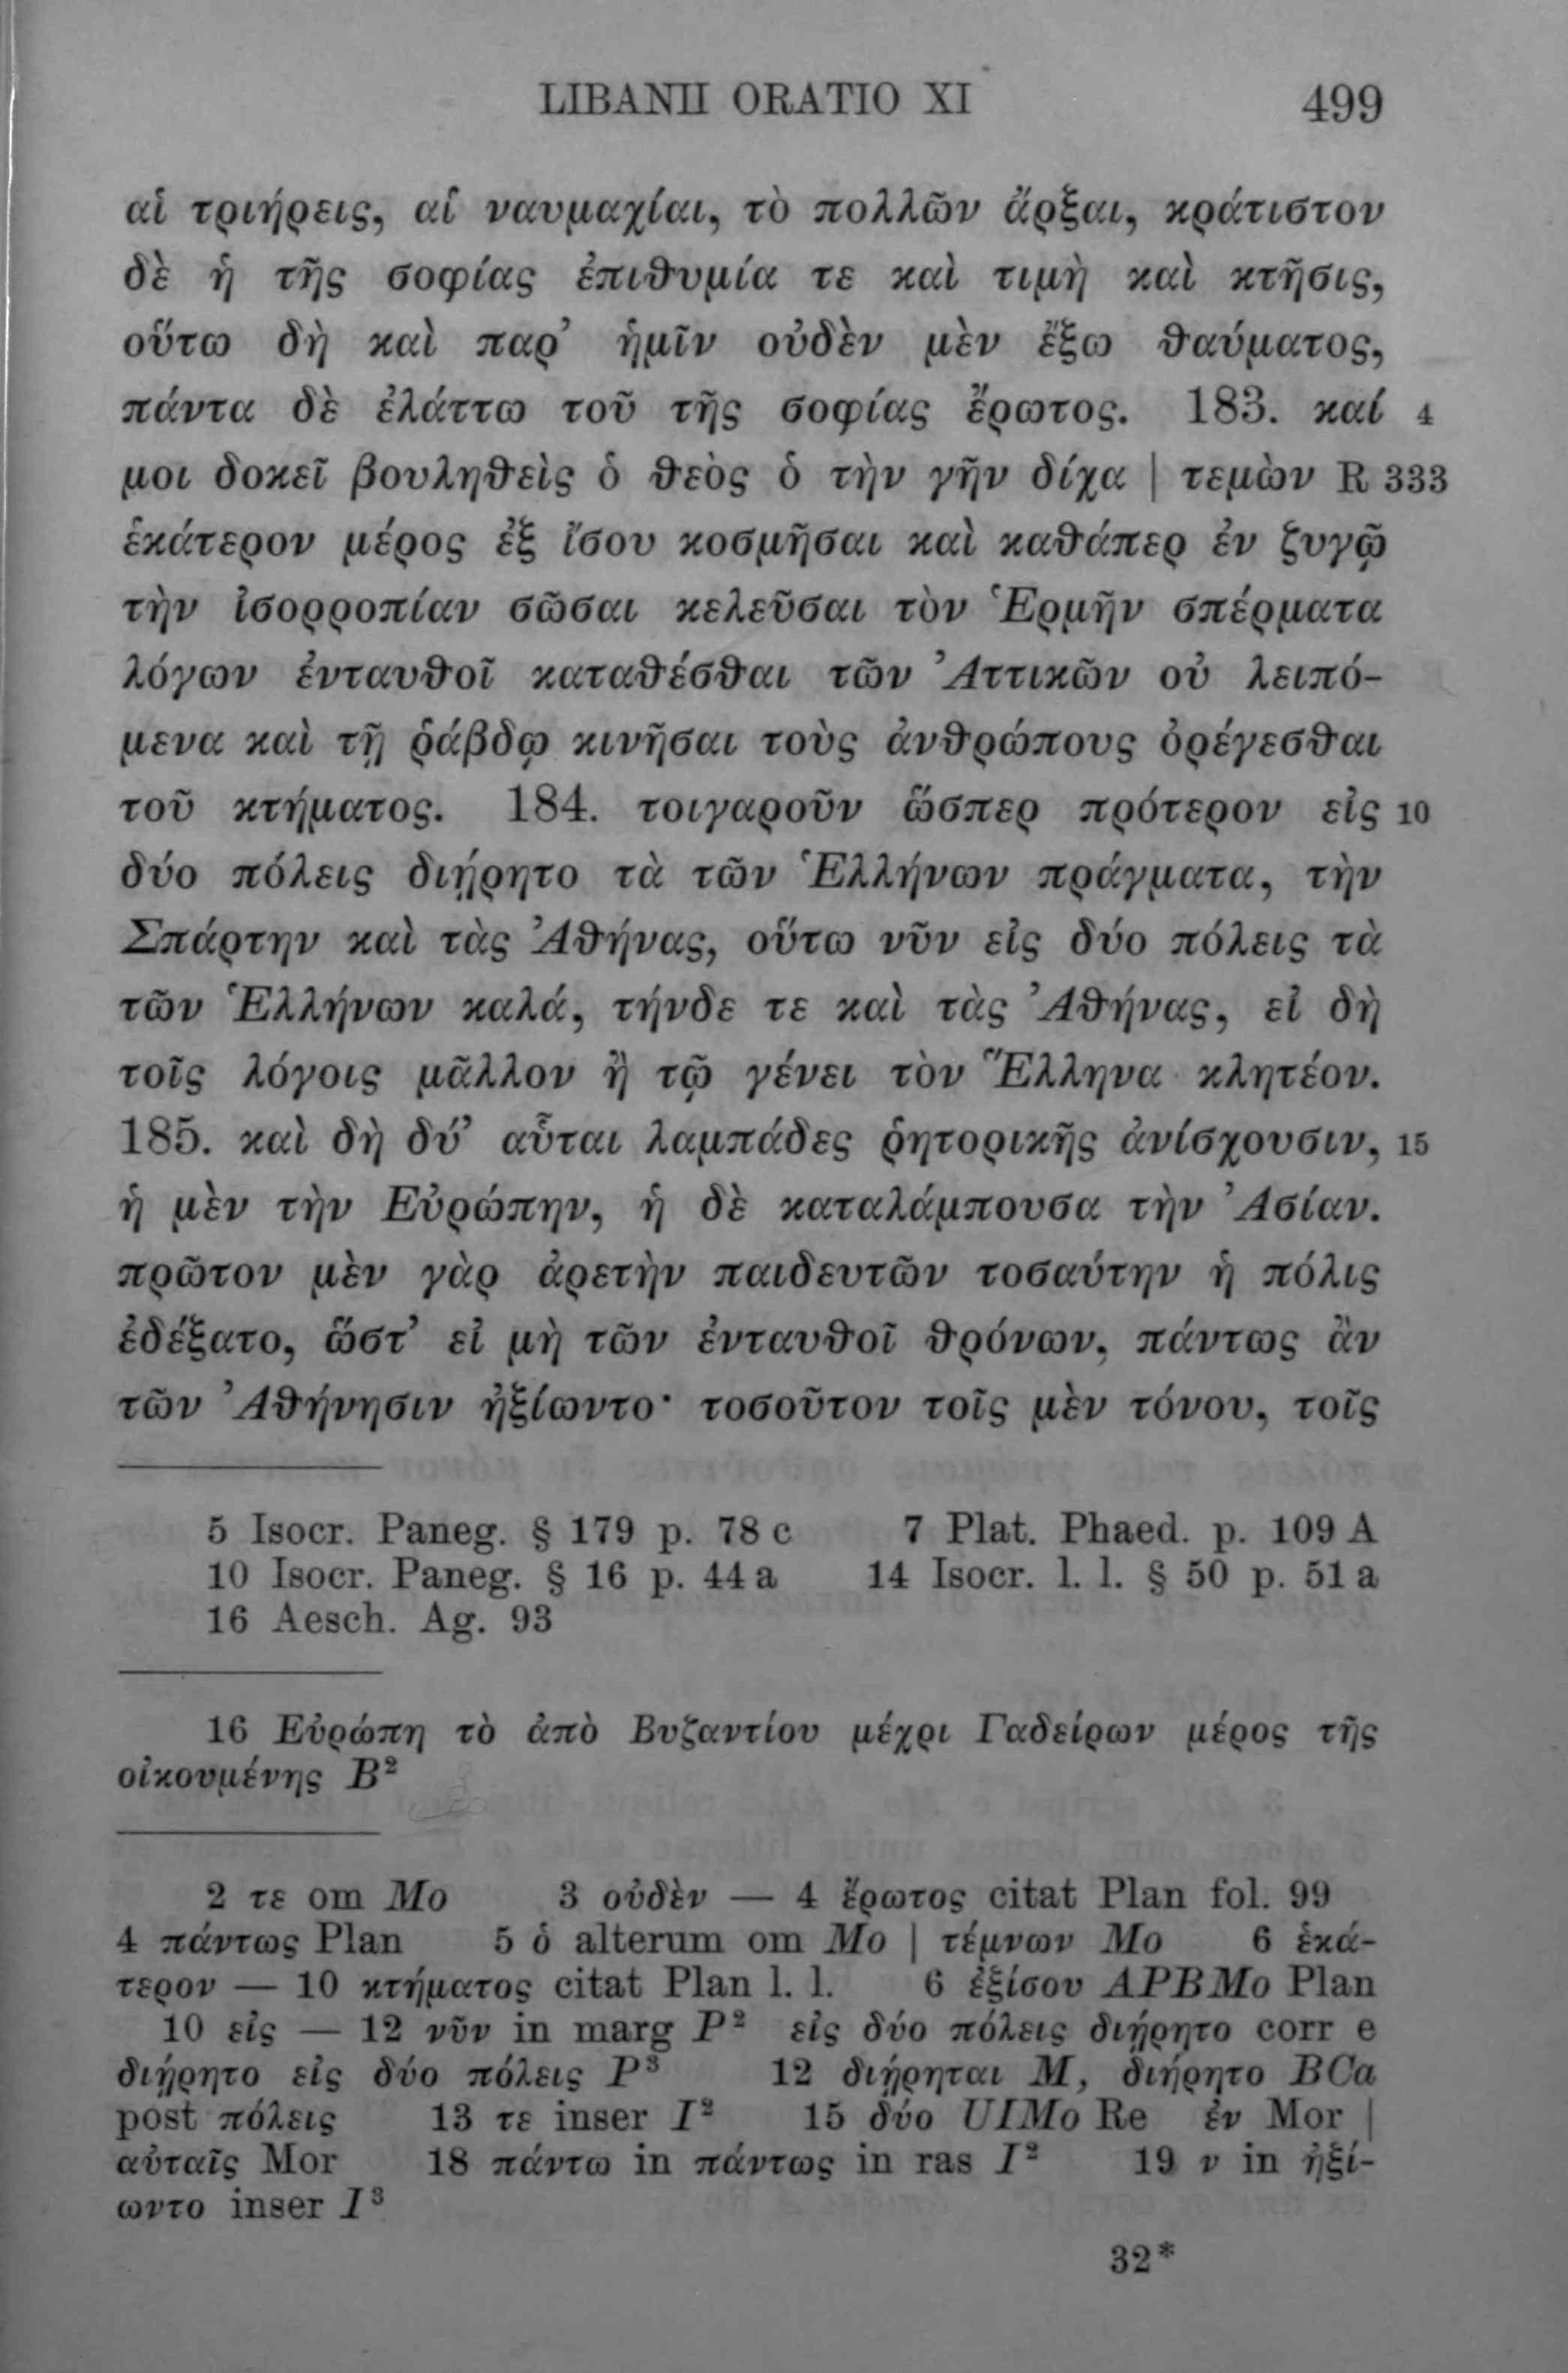 LIBANII ORATIO XI 499
αἱ τριήρεις, αἱ ναυμαχίαι, τὸ πολλῶν ἄρξαι, κράτιστον
δὲ ἡ τῆς σοφίας ἐπιθυμία τε καὶ τιμὴ καὶ κτῆσις,
οὕτω δὴ καὶ παρ’ ἡμῖν οὐδὲν μὲν ἔξω θαύματος,
πάντα δὲ ἐλάττω τοῦ τῆς σοφίας ἔρωτος. 183. καί 4
μοι δοκεῖ βουληθεὶς ὁ θεὸς ὁ τὴν γῆν δίχα | τεμὼν R 333
ἑκάτερον μέρος ἐξ ἴσου κοσμῆσαι καὶ καθάπερ ἐν ζυγῷ
τὴν ἰσορροπίαν σῶσαι κελεῦσαι τὸν Ἑρμῆν σπέρματα
λόγων ἐνταυθοῖ καταθέσθαι τῶν Ἀττικῶν οὐ λειπό-
μενα καὶ τῇ ῥάβδῳ κινῆσαι τοὺς ἀνθρώπους ὀρέγεσθαι
τοῦ κτήματος. 184. τοιγαροῦν ὥσπερ πρότερον εἰς 10
δύο πόλεις διῄρητο τὰ τῶν Ἑλλήνων πράγματα, τὴν
Σπάρτην καὶ τὰς Ἀθήνας, οὕτω νῦν εἰς δύο πόλεις τὰ
τῶν Ἑλλήνων καλά, τήνδε τε καὶ τὰς Ἀθήνας, εἰ δὴ
τοῖς λόγοις μᾶλλον ἢ τῷ γένει τὸν Ἕλληνα κλητέον.
185. καὶ δὴ δύ’ αὗται λαμπάδες ῥητορικῆς ἀνίσχουσιν, 15
ἡ μὲν τὴν Εὐρώπην, ἡ δὲ καταλάμπουσα τὴν Ἀσίαν.
πρῶτον μὲν γὰρ ἀρετὴν παιδευτῶν τοσαύτην ἡ πόλις
ἐδέξατο, ὥστ’ εἰ μὴ τῶν ἐνταυθοῖ θρόνων, πάντως ἂν
τῶν Ἀθήνησιν ἠξίωντο· τοσοῦτον τοῖς μὲν τόνου, τοῖς
5 Isocr. Paneg. § 179 p. 78 c 7 Plat. Phaed. p. 109 A
10 Isocr. Paneg. § 16 p. 44 a 14 Isocr. l. l. § 50 p. 51 a
16 Aesch. Ag. 93
16 Εὐρώπη τὸ ἀπὸ Βυζαντίου μέχρι Γαδείρων μέρος τῆς
οἰκουμένης B²
2 τε om Mo 3 οὐδὲν — 4 ἔρωτος citat Plan fol. 99
4 πάντως Plan 5 ὁ alterum om Mo | τέμνων Mo 6 ἑκά-
τερον — 10 κτήματος citat Plan l. l. 6 ἐξίσου APBMo Plan
10 εἰς — 12 νῦν in marg P² εἰς δύο πόλεις διῄρητο corr e
διῄρητο εἰς δύο πόλεις P³ 12 διῄρηται M, διῄρητο BCa
post πόλεις 13 τε inser I² 15 δύο UIMo Re ἐν Mor |
αὐταῖς Mor 18 πάντω in πάντως in ras I² 19 ν in ἠξί-
ωντο inser I³
32*